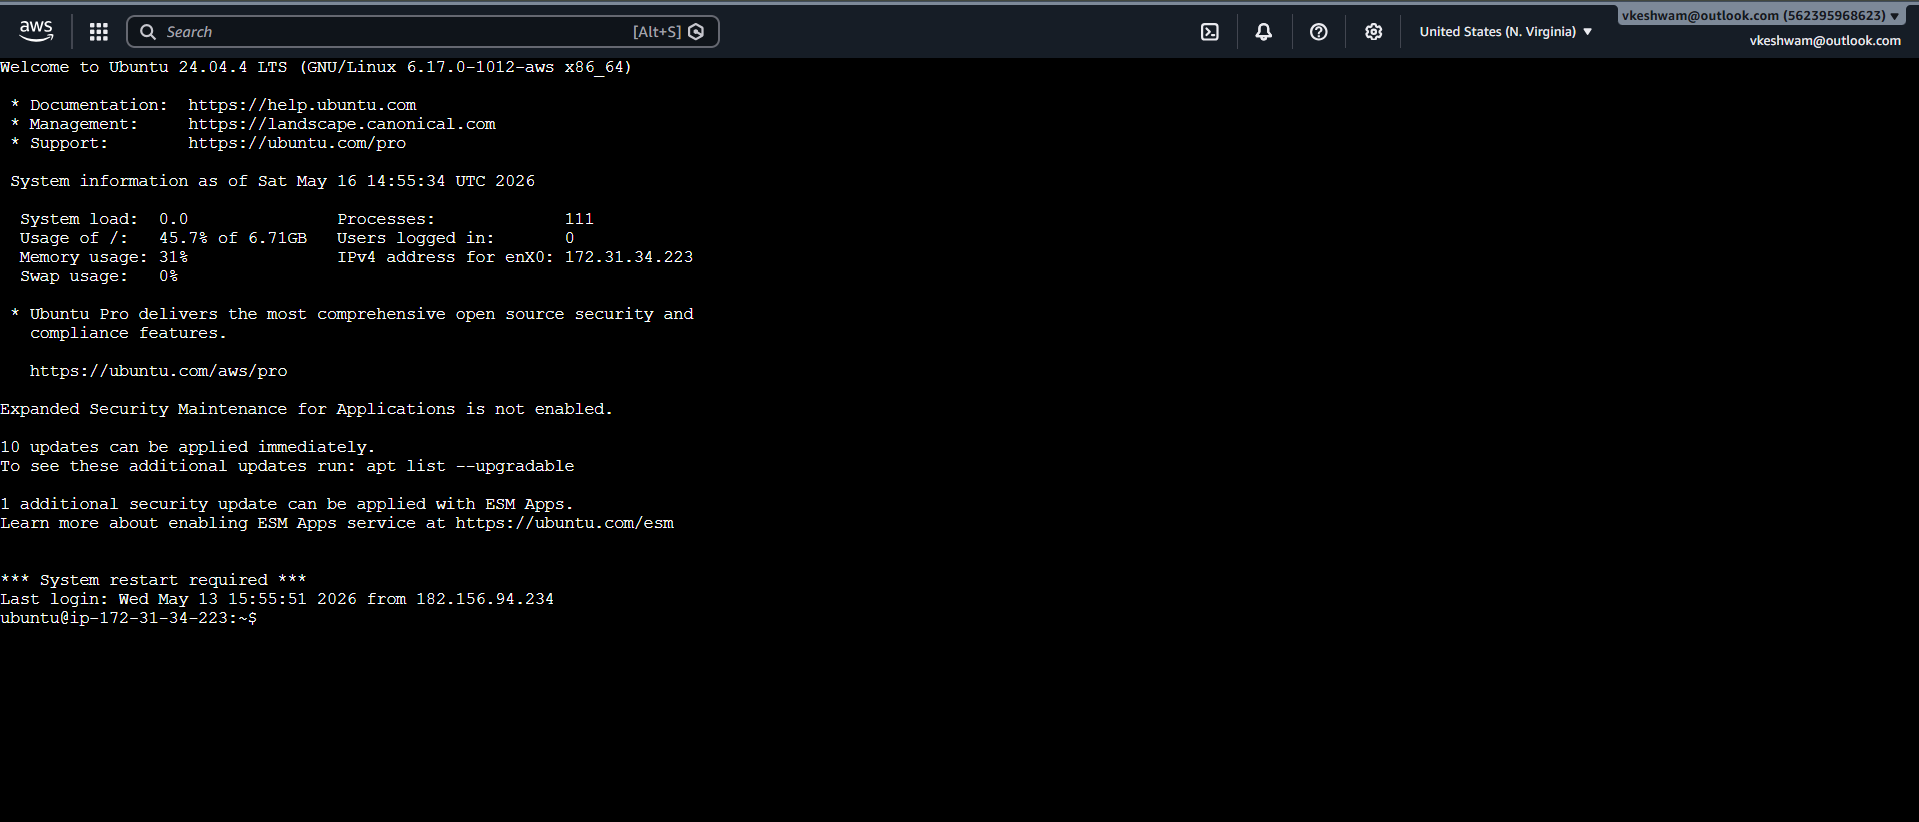 aws
Search [Alt+S]
United States (N. Virginia) ▼
vkeshwam@outlook.com (562395968623) ▼
vkeshwam@outlook.com
Welcome to Ubuntu 24.04.4 LTS (GNU/Linux 6.17.0-1012-aws x86_64)
* Documentation:  https://help.ubuntu.com
* Management:     https://landscape.canonical.com
* Support:        https://ubuntu.com/pro
System information as of Sat May 16 14:55:34 UTC 2026
System load:  0.0               Processes:             111
Usage of /:   45.7% of 6.71GB   Users logged in:       0
Memory usage: 31%               IPv4 address for enX0: 172.31.34.223
Swap usage:   0%
* Ubuntu Pro delivers the most comprehensive open source security and
compliance features.
https://ubuntu.com/aws/pro
Expanded Security Maintenance for Applications is not enabled.
10 updates can be applied immediately.
To see these additional updates run: apt list --upgradable
1 additional security update can be applied with ESM Apps.
Learn more about enabling ESM Apps service at https://ubuntu.com/esm
*** System restart required ***
Last login: Wed May 13 15:55:51 2026 from 182.156.94.234
ubuntu@ip-172-31-34-223:~$